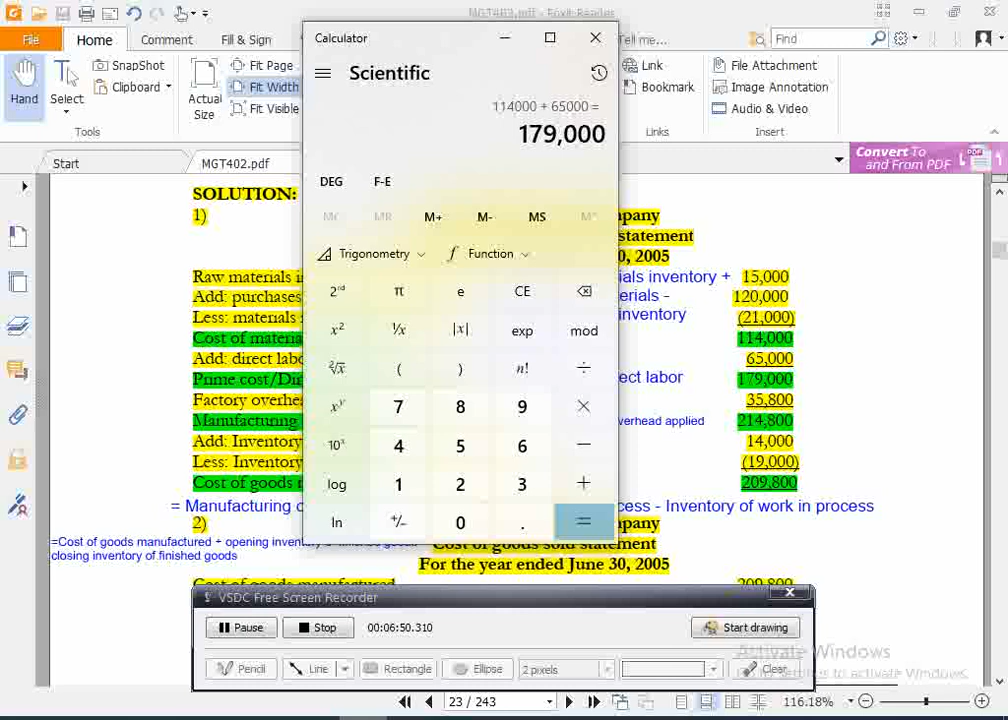 MGT402.pdf - Foxit Reader
File
Home
Comment
Fill & Sign
Tell me...
Find
Hand
Select
SnapShot
Clipboard
Actual
Size
Fit Page
Fit Width
Fit Visible
Link
Bookmark
File Attachment
Image Annotation
Audio & Video
Tools
Links
Insert
Start
MGT402.pdf
Convert To
and From PDF
PDF
Calculator
Scientific
114000 + 65000 =
179,000
DEG
F-E
MC
MR
M+
M-
MS
Trigonometry
Function
2nd
π
e
CE
x²
¹/x
|x|
exp
mod
²√x
(
)
n!
÷
xʸ
7
8
9
×
10ˣ
4
5
6
−
log
1
2
3
+
ln
+/-
0
.
=
SOLUTION:
1)
pany
statement
0, 2005
Raw materials i
ials inventory +
15,000
Add: purchases
erials -
120,000
Less: materials
inventory
(21,000)
Cost of materia
114,000
Add: direct labo
65,000
Prime cost/Di
ect labor
179,000
Factory overhe
35,800
Manufacturing
verhead applied
214,800
Add: Inventory
14,000
Less: Inventory
(19,000)
Cost of goods
209,800
= Manufacturing c
cess - Inventory of work in process
2)
pany
=Cost of goods manufactured + opening
closing inventory of finished goods
Cost of goods sold statement
For the year ended June 30, 2005
Cost of goods manufactured
209,800
VSDC Free Screen Recorder
Pause
Stop
00:06:50.310
Start drawing
Pencil
Line
Rectangle
Ellipse
2 pixels
Clear
Activate Windows
Go to Settings to activate Windows.
23 / 243
116.18%